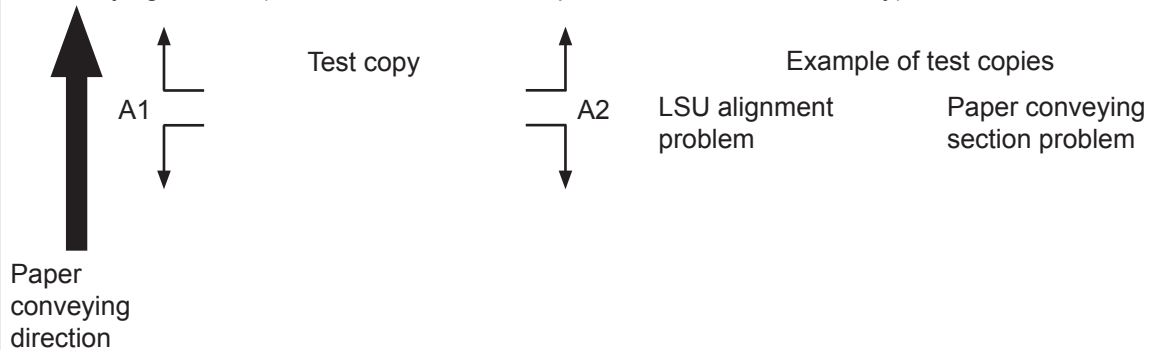 Test copy
Example of test copies
A1
A2
LSU alignment
problem
Paper conveying
section problem
Paper
conveying
direction